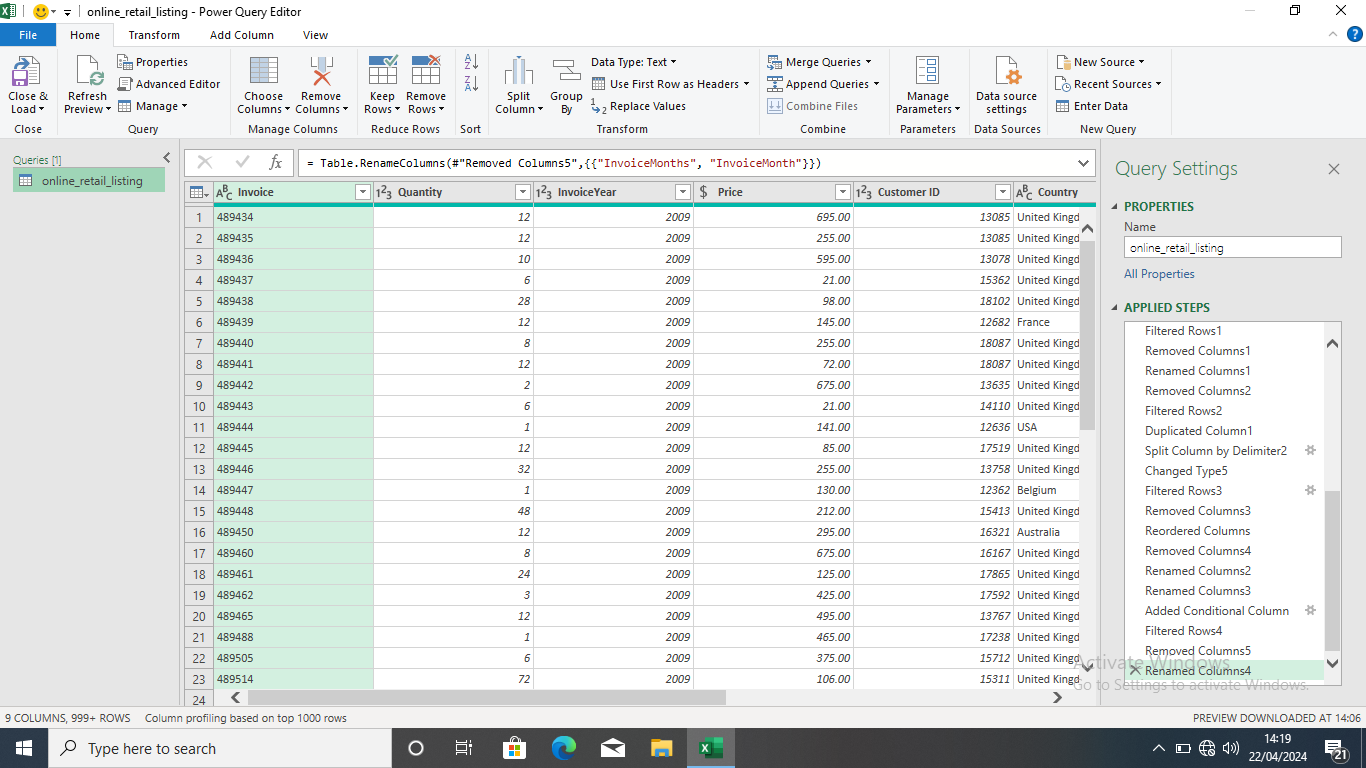 online_retail_listing - Power Query Editor
File Home Transform Add Column View
Close & Load
Close
Refresh Preview
Properties
Advanced Editor
Manage
Query
Choose Columns
Remove Columns
Manage Columns
Keep Rows
Remove Rows
Reduce Rows
Sort
Split Column
Group By
Data Type: Text
Use First Row as Headers
Replace Values
Transform
Merge Queries
Append Queries
Combine Files
Combine
Manage Parameters
Parameters
Data source settings
Data Sources
New Source
Recent Sources
Enter Data
New Query
Queries [1]
online_retail_listing
fx = Table.RenameColumns(#"Removed Columns5",{{"InvoiceMonths", "InvoiceMonth"}})
ABC Invoice 123 Quantity 123 InvoiceYear $ Price 123 Customer ID ABC Country
1 489434 12 2009 695.00 13085 United Kingd
2 489435 12 2009 255.00 13085 United Kingd
3 489436 10 2009 595.00 13078 United Kingd
4 489437 6 2009 21.00 15362 United Kingd
5 489438 28 2009 98.00 18102 United Kingd
6 489439 12 2009 145.00 12682 France
7 489440 8 2009 255.00 18087 United Kingd
8 489441 12 2009 72.00 18087 United Kingd
9 489442 2 2009 675.00 13635 United Kingd
10 489443 6 2009 21.00 14110 United Kingd
11 489444 1 2009 141.00 12636 USA
12 489445 12 2009 85.00 17519 United Kingd
13 489446 32 2009 255.00 13758 United Kingd
14 489447 1 2009 130.00 12362 Belgium
15 489448 48 2009 212.00 15413 United Kingd
16 489450 12 2009 295.00 16321 Australia
17 489460 8 2009 675.00 16167 United Kingd
18 489461 24 2009 125.00 17865 United Kingd
19 489462 3 2009 425.00 17592 United Kingd
20 489465 12 2009 495.00 13767 United Kingd
21 489488 1 2009 465.00 17238 United Kingd
22 489505 6 2009 375.00 15712 United Kingd
23 489514 72 2009 106.00 15311 United Kingd
24
Query Settings
PROPERTIES
Name
online_retail_listing
All Properties
APPLIED STEPS
Filtered Rows1
Removed Columns1
Renamed Columns1
Removed Columns2
Filtered Rows2
Duplicated Column1
Split Column by Delimiter2
Changed Type5
Filtered Rows3
Removed Columns3
Reordered Columns
Removed Columns4
Renamed Columns2
Renamed Columns3
Added Conditional Column
Filtered Rows4
Removed Columns5
Renamed Columns4
Activate Windows
Go to Settings to activate Windows.
9 COLUMNS, 999+ ROWS Column profiling based on top 1000 rows
PREVIEW DOWNLOADED AT 14:06
Type here to search
14:19
22/04/2024
21